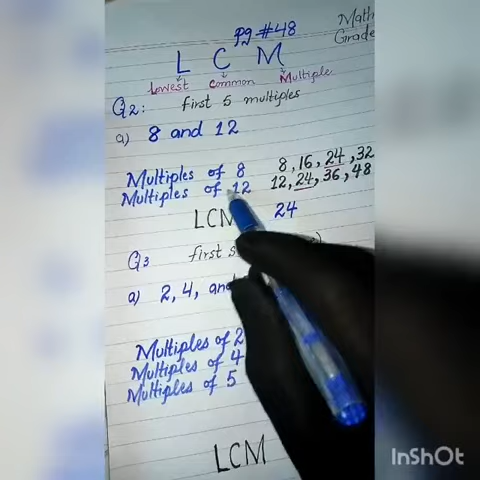 Pg #48
Math
Grade
L C M
Lowest Common Multiple
Q2: first 5 multiples
a) 8 and 12
Multiples of 8 8, 16, 24, 32
Multiples of 12 12, 24, 36, 48
LCM 24
Q3 first
a) 2, 4, and
Multiples of 2
Multiples of 4
Multiples of 5
LCM
InShOt